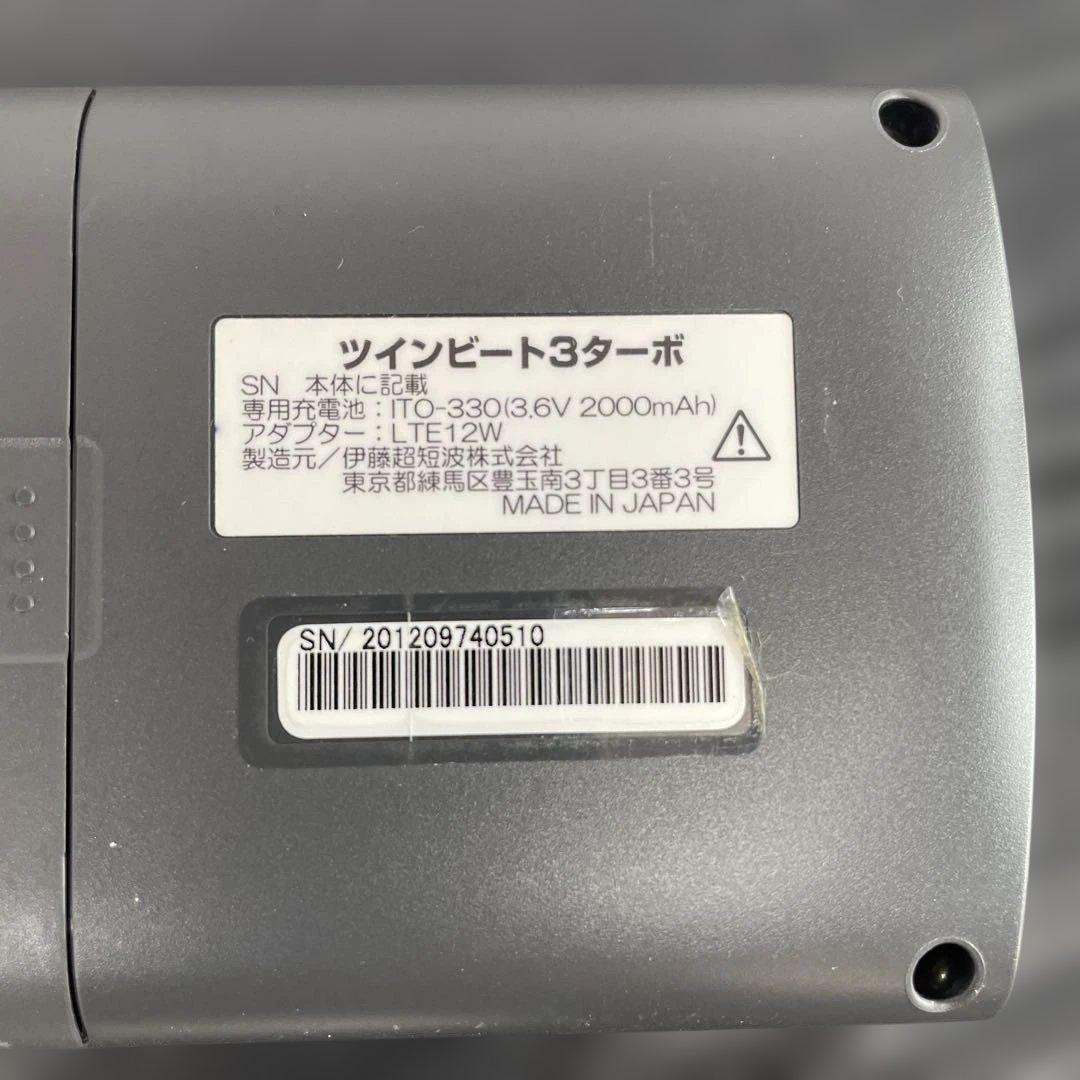 ツインビート3ターボ
SN 本体に記載
専用充電池：ITO-330(3.6V 2000mAh)
アダプター：LTE12W
製造元／伊藤超短波株式会社
東京都練馬区豊玉南3丁目3番3号
MADE IN JAPAN
SN/ 201209740510